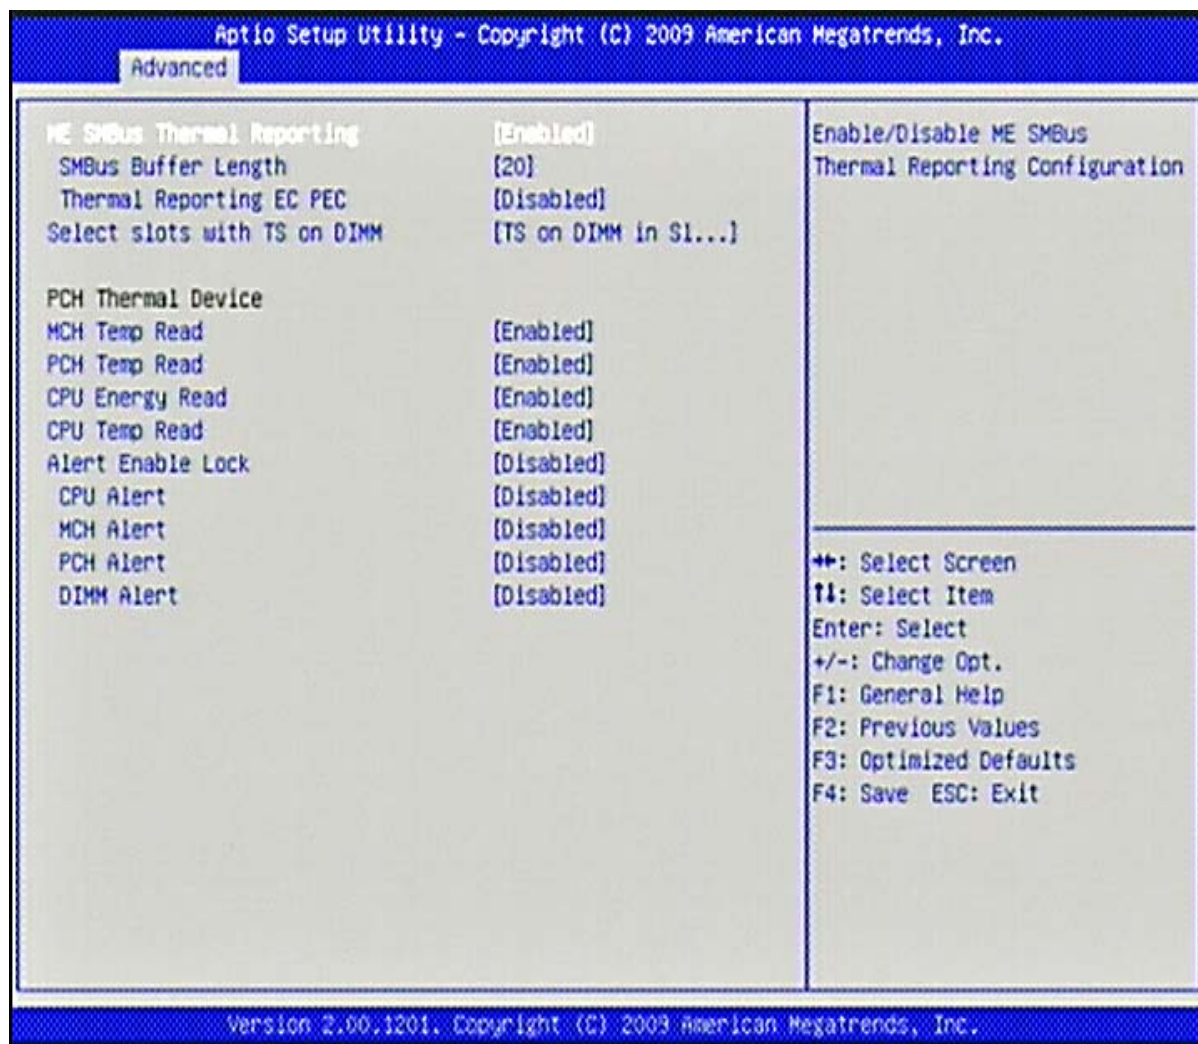 Aptio Setup Utility - Copyright (C) 2009 American Megatrends, Inc.
Advanced
ME SMBus Thermal Reporting [Enabled]
SMBus Buffer Length [20]
Thermal Reporting EC PEC [Disabled]
Select slots with TS on DIMM [TS on DIMM in Sl...]
PCH Thermal Device
MCH Temp Read [Enabled]
PCH Temp Read [Enabled]
CPU Energy Read [Enabled]
CPU Temp Read [Enabled]
Alert Enable Lock [Disabled]
CPU Alert [Disabled]
MCH Alert [Disabled]
PCH Alert [Disabled]
DIMM Alert [Disabled]
Enable/Disable ME SMBus
Thermal Reporting Configuration
→←: Select Screen
↑↓: Select Item
Enter: Select
+/-: Change Opt.
F1: General Help
F2: Previous Values
F3: Optimized Defaults
F4: Save ESC: Exit
Version 2.00.1201. Copyright (C) 2009 American Megatrends, Inc.